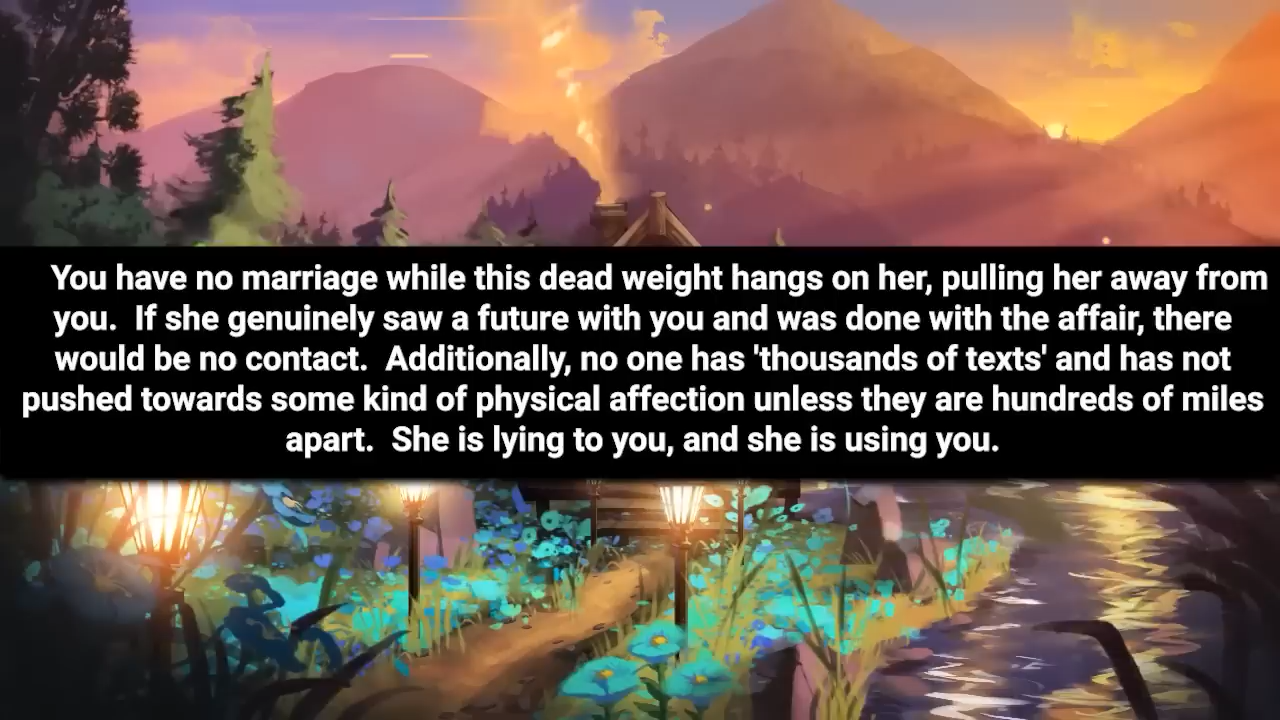 You have no marriage while this dead weight hangs on her, pulling her away from
you.  If she genuinely saw a future with you and was done with the affair, there
would be no contact.  Additionally, no one has 'thousands of texts' and has not
pushed towards some kind of physical affection unless they are hundreds of miles
apart.  She is lying to you, and she is using you.